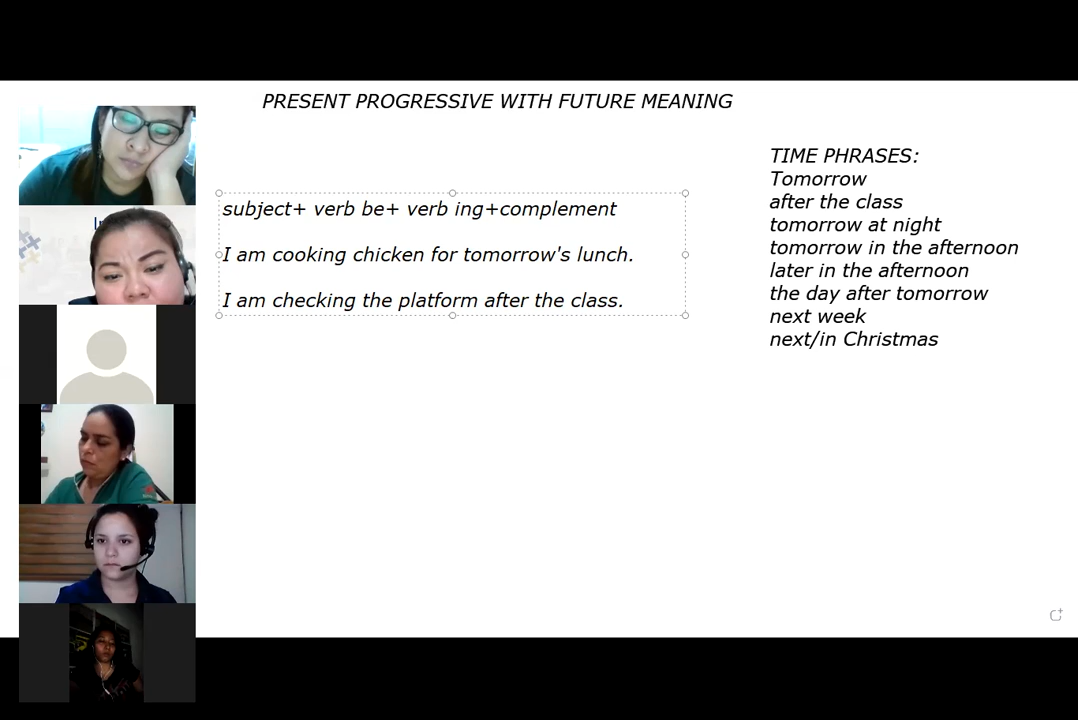 PRESENT PROGRESSIVE WITH FUTURE MEANING
subject+ verb be+ verb ing+complement
I am cooking chicken for tomorrow's lunch.
I am checking the platform after the class.
TIME PHRASES:
Tomorrow
after the class
tomorrow at night
tomorrow in the afternoon
later in the afternoon
the day after tomorrow
next week
next/in Christmas